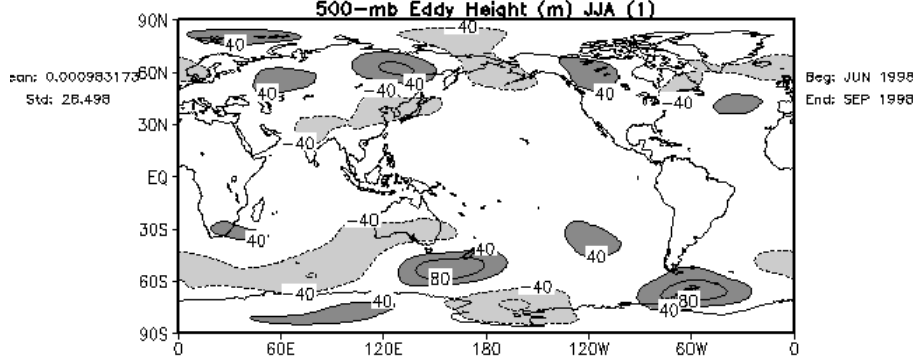 500-mb Eddy Height (m) JJA (1)
90N
60N
30N
EQ
30S
60S
90S
0
60E
120E
180
120W
60W
0
ean: 0.000983173
Std: 28.498
Beg: JUN 1998
End: SEP 1998
40
-40
40
40
-40
40
-40
40
-40
-40
-40
40
40
40
80
80
40
-40
40